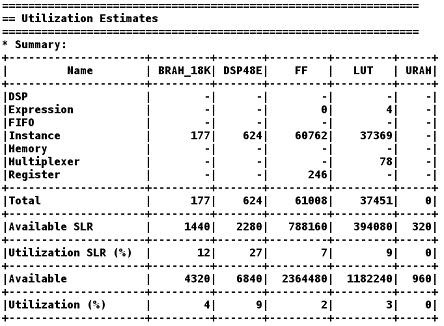 ================================================================
== Utilization Estimates
================================================================
* Summary:
+-----------------+---------+-------+---------+---------+-----+
|       Name      | BRAM_18K| DSP48E|    FF   |   LUT   | URAM|
+-----------------+---------+-------+---------+---------+-----+
|DSP              |        -|      -|        -|        -|    -|
|Expression       |        -|      -|        0|        4|    -|
|FIFO             |        -|      -|        -|        -|    -|
|Instance         |      177|    624|    60762|    37369|    -|
|Memory           |        -|      -|        -|        -|    -|
|Multiplexer      |        -|      -|        -|       78|    -|
|Register         |        -|      -|      246|        -|    -|
+-----------------+---------+-------+---------+---------+-----+
|Total            |      177|    624|    61008|    37451|    0|
+-----------------+---------+-------+---------+---------+-----+
|Available SLR    |     1440|   2280|   788160|   394080|  320|
+-----------------+---------+-------+---------+---------+-----+
|Utilization SLR (%)|     12|     27|        7|        9|    0|
+-----------------+---------+-------+---------+---------+-----+
|Available        |     4320|   6840|  2364480|  1182240|  960|
+-----------------+---------+-------+---------+---------+-----+
|Utilization (%)  |        4|      9|        2|        3|    0|
+-----------------+---------+-------+---------+---------+-----+